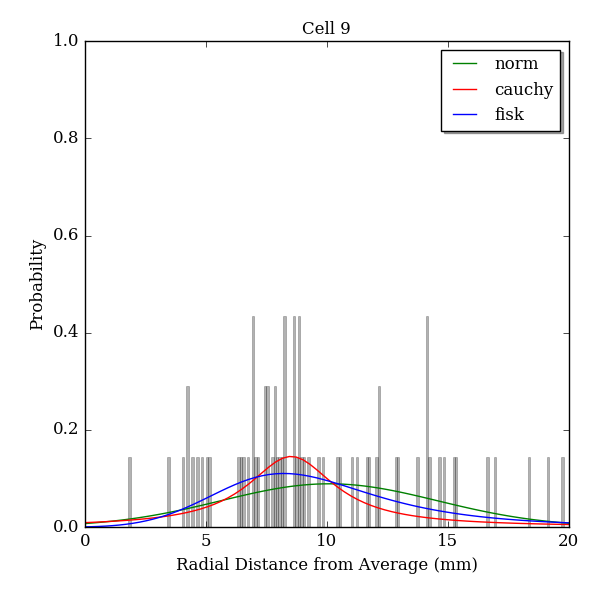 Cell 9
1.0
0.8
0.6
0.4
0.2
0.0
Probability
norm
cauchy
fisk
0 5 10 15 20
Radial Distance from Average (mm)